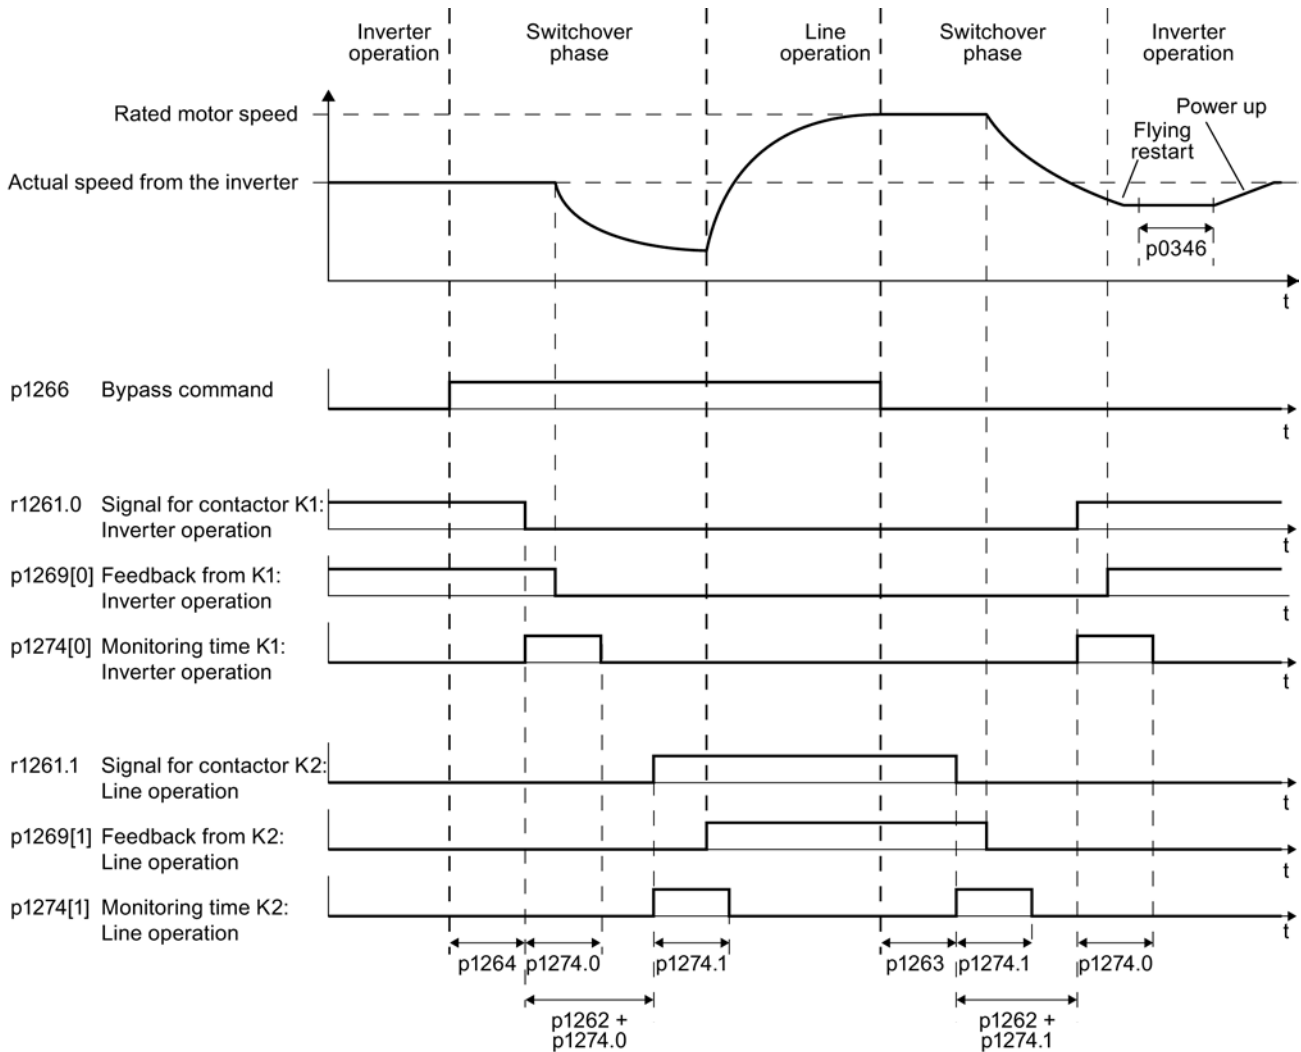 Inverter operation
Switchover phase
Line operation
Switchover phase
Inverter operation
Rated motor speed
Power up
Flying restart
Actual speed from the inverter
p0346
t
p1266 Bypass command
t
r1261.0 Signal for contactor K1:
Inverter operation
t
p1269[0] Feedback from K1:
Inverter operation
t
p1274[0] Monitoring time K1:
Inverter operation
t
r1261.1 Signal for contactor K2:
Line operation
t
p1269[1] Feedback from K2:
Line operation
t
p1274[1] Monitoring time K2:
Line operation
t
p1264 p1274.0 p1274.1 p1263 p1274.1 p1274.0
p1262 +
p1274.0
p1262 +
p1274.1